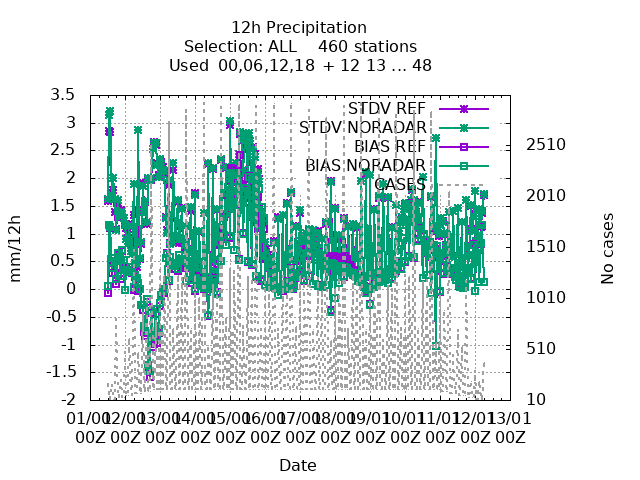 12h Precipitation
Selection: ALL    460 stations
Used  00,06,12,18  + 12 13 ... 48
STDV REF
STDV NORADAR
BIAS REF
BIAS NORADAR
CASES
3.5
3
2.5
2
1.5
1
0.5
0
-0.5
-1
-1.5
-2
mm/12h
2510
2010
1510
1010
510
10
No cases
01/01 12/01 13/01 14/01 15/01 16/01 17/01 18/01 19/01 10/01 11/01 12/01 13/01
00Z 00Z 00Z 00Z 00Z 00Z 00Z 00Z 00Z 00Z 00Z 00Z 00Z
Date